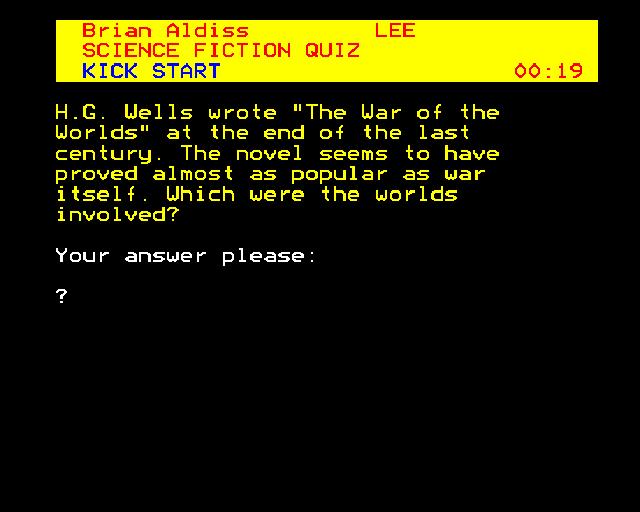 Brian Aldiss LEE
SCIENCE FICTION QUIZ
KICK START 00:19
H.G. Wells wrote "The War of the
Worlds" at the end of the last
century. The novel seems to have
proved almost as popular as war
itself. Which were the worlds
involved?
Your answer please:
?